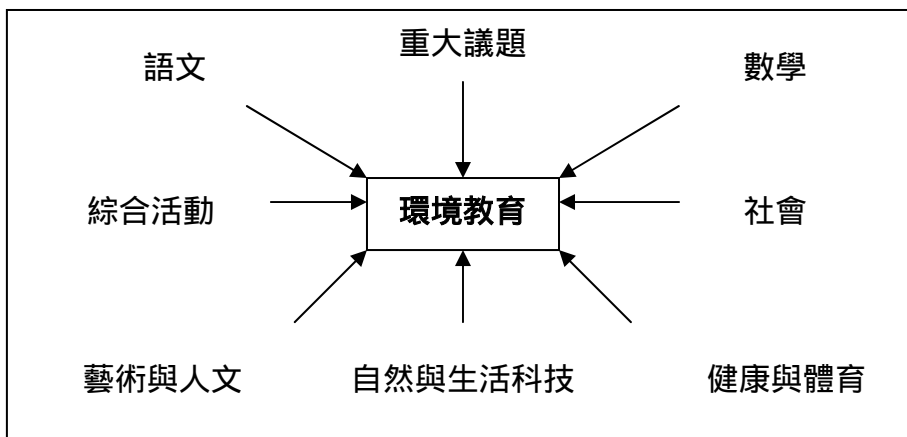 重大議題
語文
數學
綜合活動
環境教育
社會
藝術與人文
自然與生活科技
健康與體育